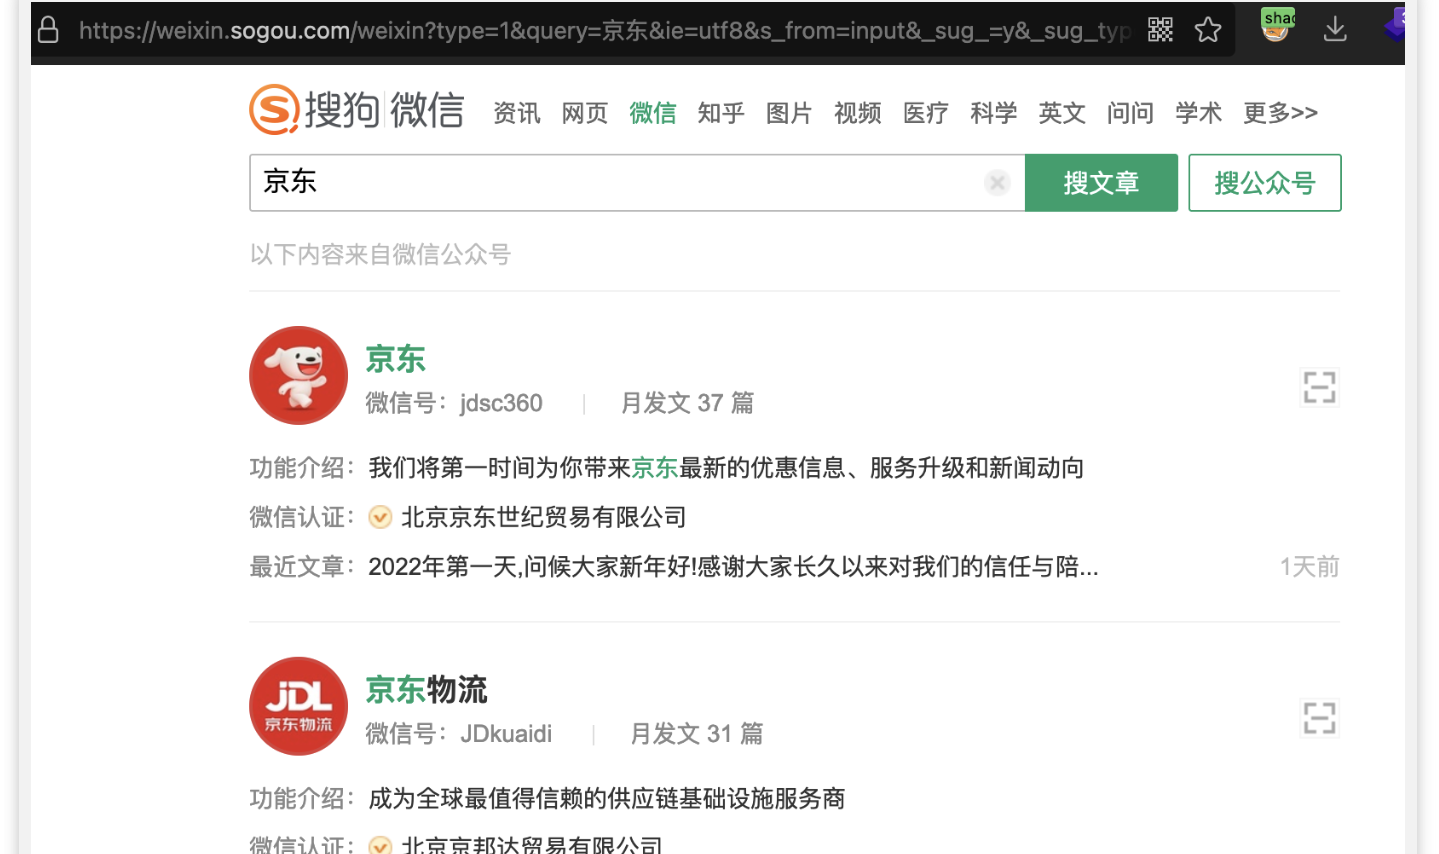 https://weixin.sogou.com/weixin?type=1&query=京东&ie=utf8&s_from=input&_sug_=y&_sug_typ
shad
3
搜狗 微信 资讯 网页 微信 知乎 图片 视频 医疗 科学 英文 问问 学术 更多>>
京东 搜文章 搜公众号
以下内容来自微信公众号
京东
微信号：jdsc360 月发文 37 篇
功能介绍：我们将第一时间为你带来京东最新的优惠信息、服务升级和新闻动向
微信认证：北京京东世纪贸易有限公司
最近文章：2022年第一天,问候大家新年好!感谢大家长久以来对我们的信任与陪... 1天前
JDL
京东物流
京东物流
微信号：JDkuaidi 月发文 31 篇
功能介绍：成为全球最值得信赖的供应链基础设施服务商
微信认证：北京京邦达贸易有限公司